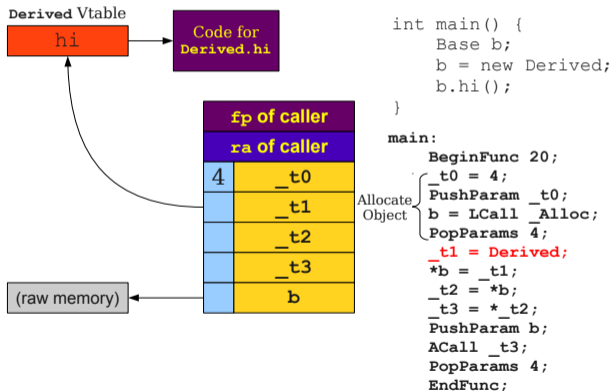 Derived Vtable
hi
Code for
Derived.hi
fp of caller
ra of caller
4
_t0
_t1
_t2
_t3
b
(raw memory)
int main() {
Base b;
b = new Derived;
b.hi();
}
main:
BeginFunc 20;
_t0 = 4;
PushParam _t0;
b = LCall _Alloc;
PopParams 4;
Allocate
Object
_t1 = Derived;
*b = _t1;
_t2 = *b;
_t3 = *_t2;
PushParam b;
ACall _t3;
PopParams 4;
EndFunc;